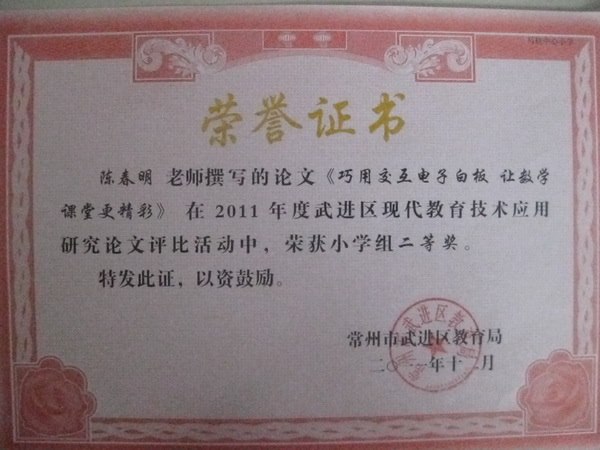 荣誉证书
陈春明 老师撰写的论文《巧用交互电子白板 让数学
课堂更精彩》在2011年度武进区现代教育技术应用
研究论文评比活动中，荣获小学组二等奖。
特发此证，以资鼓励。
常州市武进区教育局
二〇一一年十二月